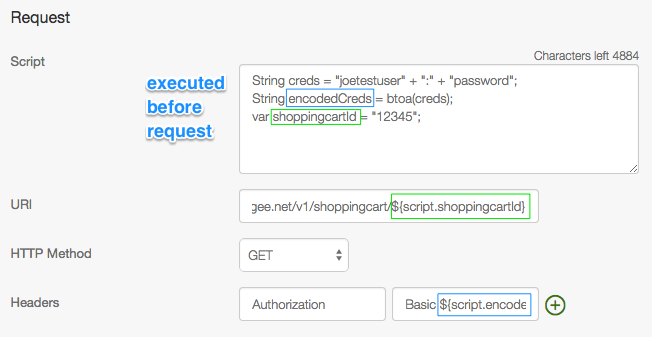 Request
Characters left 4884
Script
executed
before
request
String creds = "joetestuser" + ":" + "password";
String encodedCreds = btoa(creds);
var shoppingcartId = "12345";
URI
gee.net/v1/shoppingcart/${script.shoppingcartId}
HTTP Method
GET
Headers
Authorization
Basic ${script.encode